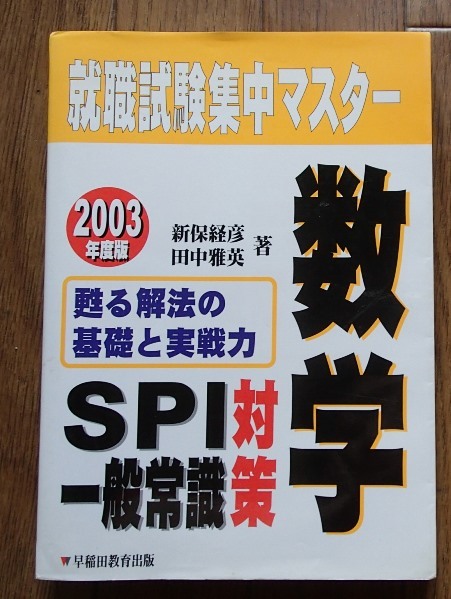 就職試験集中マスター
数学
2003
年度版
新保経彦
田中雅英
著
甦る解法の
基礎と実戦力
SPI
一般常識
対策
W早稲田教育出版